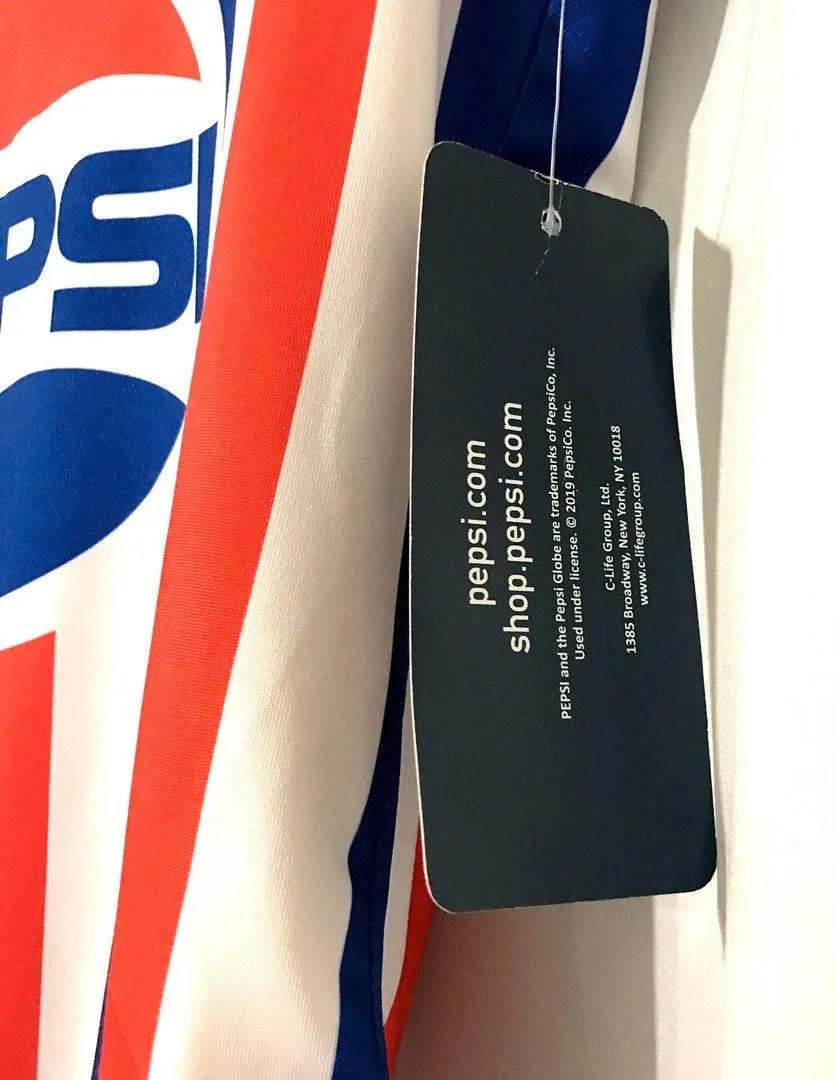 PEPSI
pepsi.com
shop.pepsi.com
PEPSI and the Pepsi Globe are trademarks of PepsiCo, Inc.
Used under license. © 2019 PepsiCo. Inc.
C-Life Group, Ltd.
1385 Broadway, New York, NY 10018
www.c-lifegroup.com